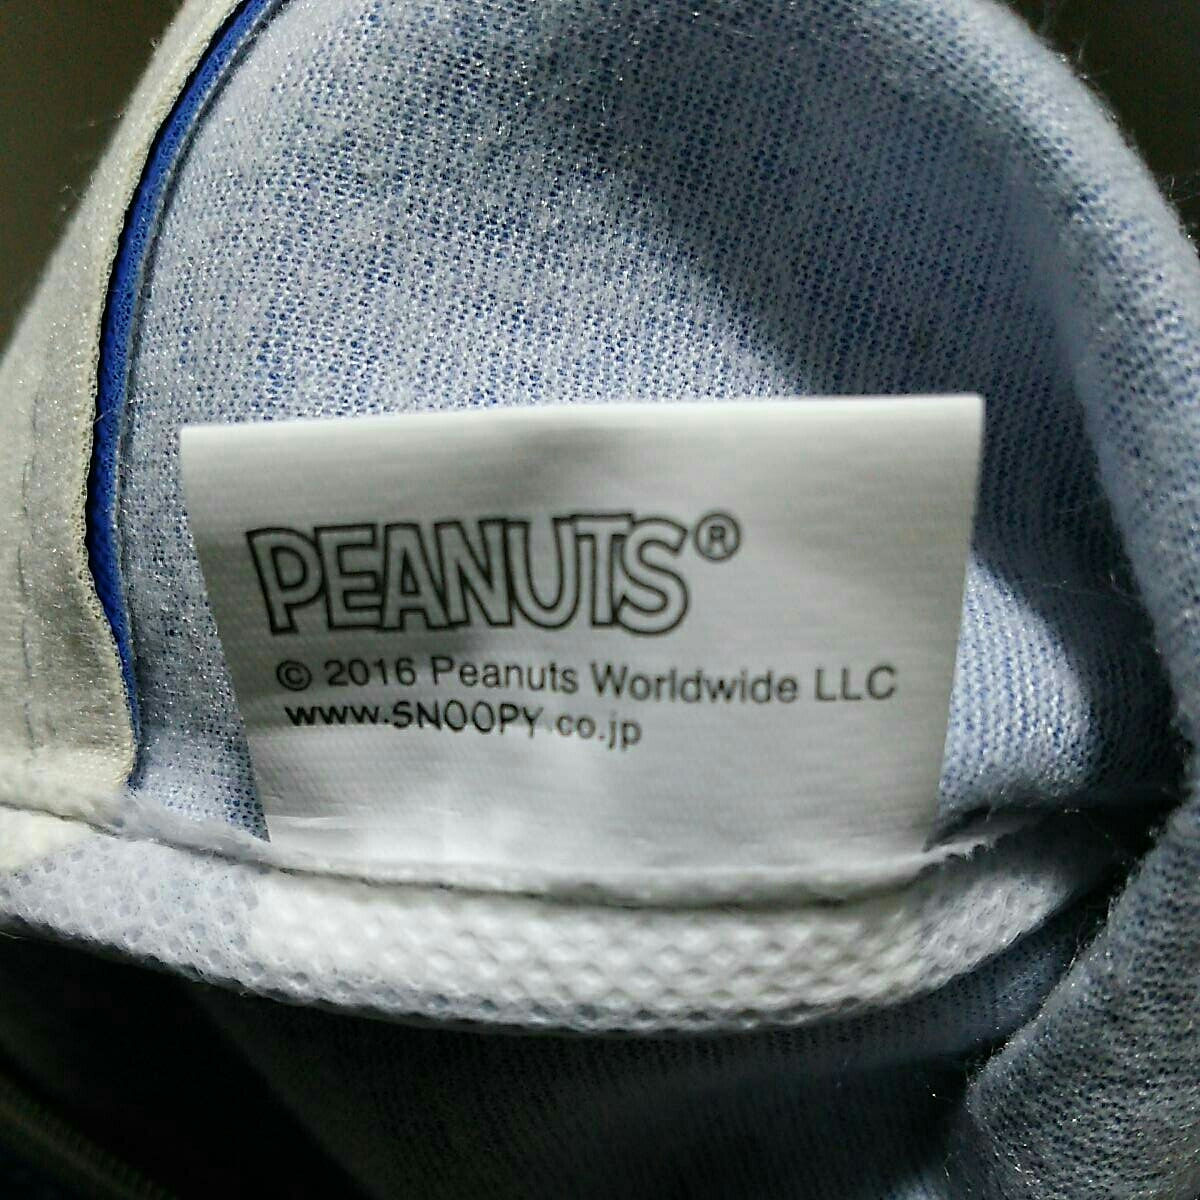 PEANUTS®
© 2016 Peanuts Worldwide LLC
www.SNOOPY.co.jp